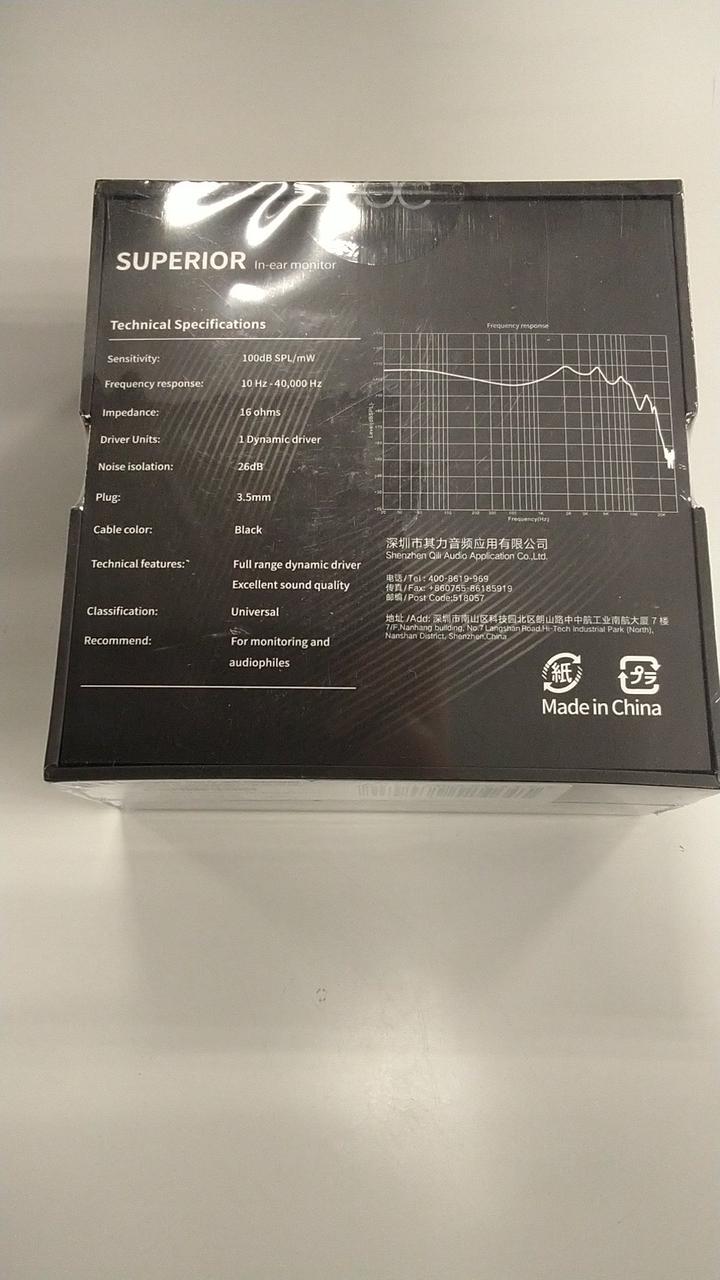 SUPERIOR In-ear monitor
Technical Specifications
Sensitivity: 100dB SPL/mW
Frequency response: 10 Hz - 40,000 Hz
Impedance: 16 ohms
Driver Units: 1 Dynamic driver
Noise isolation: 26dB
Plug: 3.5mm
Cable color: Black
Technical features: Full range dynamic driver
Excellent sound quality
Classification: Universal
Recommend: For monitoring and
audiophiles
Frequency response
Level(dBSPL)
Frequency(Hz)
深圳市其力音频应用有限公司
Shenzhen Qili Audio Application Co.,Ltd.
电话/Tel: 400-8619-969
传真/Fax: +860755-86185919
邮编/Post Code:518057
地址/Add: 深圳市南山区科技园北区朗山路中中航工业南航大厦 7 楼
7/F,Nanhang building, No.7 Langshan Road,Hi-Tech Industrial Park (North),
Nanshan District, Shenzhen,China
紙 プラ
Made in China